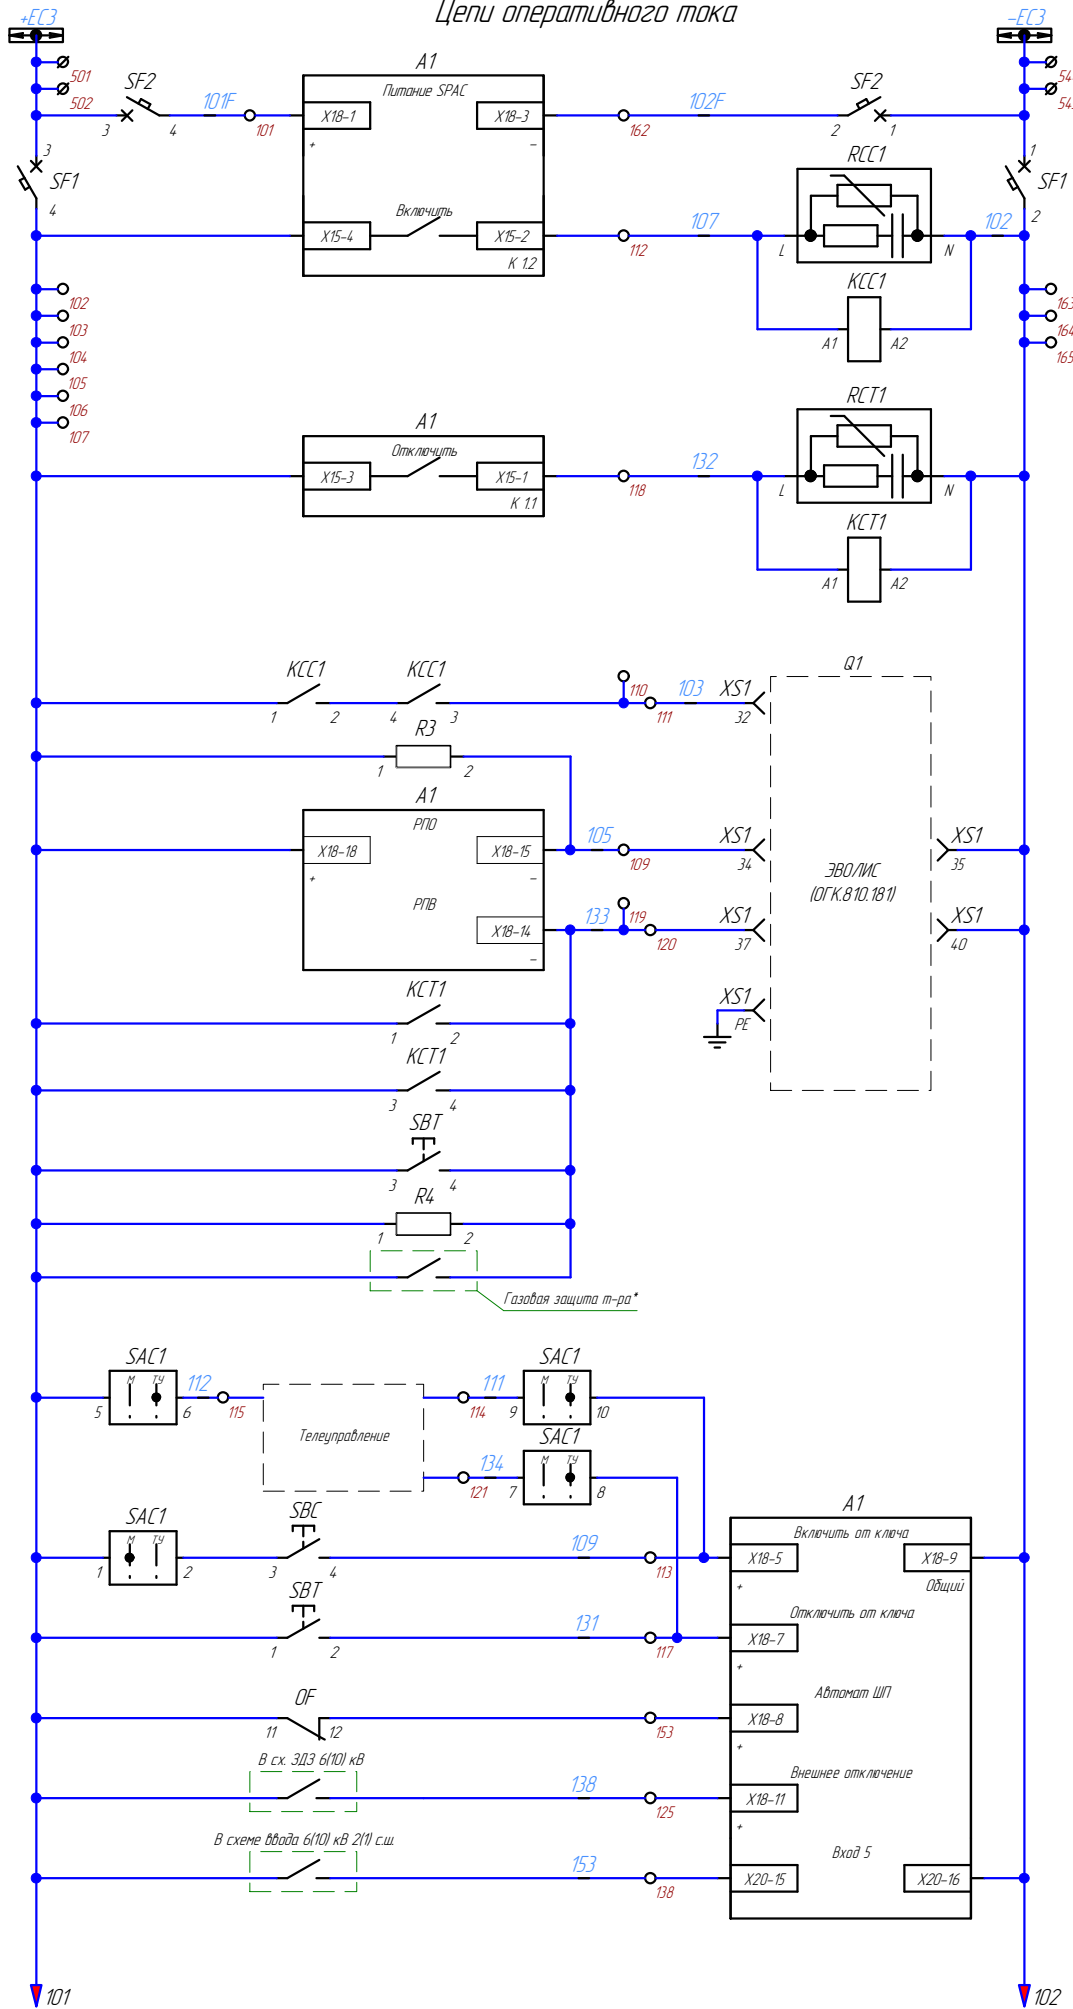 Цепи оперативного тока
+EC3
-EC3
501
502
SF2
3
4
101F
101
A1
Питание SPAC
X18-1
X18-3
+
-
162
102F
SF2
2
1
3
SF1
4
1
SF1
2
Включить
X15-4
X15-2
K 1.2
112
107
RCC1
L
N
102
KCC1
A1
A2
102
103
104
105
106
107
163
164
165
A1
Отключить
X15-3
X15-1
K 1.1
118
132
RCT1
L
N
KCT1
A1
A2
KCC1
1
2
KCC1
4
3
110
111
103
XS1
32
Q1
R3
1
2
A1
РПО
X18-18
X18-15
+
-
105
109
XS1
34
ЭВОЛИС
(ОГК.810.181)
XS1
35
РПВ
X18-14
-
133
119
120
XS1
37
XS1
40
XS1
PE
KCT1
1
2
KCT1
3
4
SBT
3
4
R4
1
2
Газовая защита т-ра*
SAC1
М ТУ
5
6
112
115
Телеуправление
111
114
SAC1
М ТУ
9
10
134
121
SAC1
М ТУ
7
8
SAC1
М ТУ
1
2
SBC
3
4
109
113
A1
Включить от ключа
X18-5
X18-9
+
Общий
SBT
1
2
131
117
Отключить от ключа
X18-7
+
OF
11
12
153
Автомат ШП
X18-8
+
В сх. ЗДЗ 6(10) кВ
138
125
Внешнее отключение
X18-11
+
В схеме ввода 6(10) кВ 2(1) с.ш.
153
138
Вход 5
X20-15
X20-16
101
102